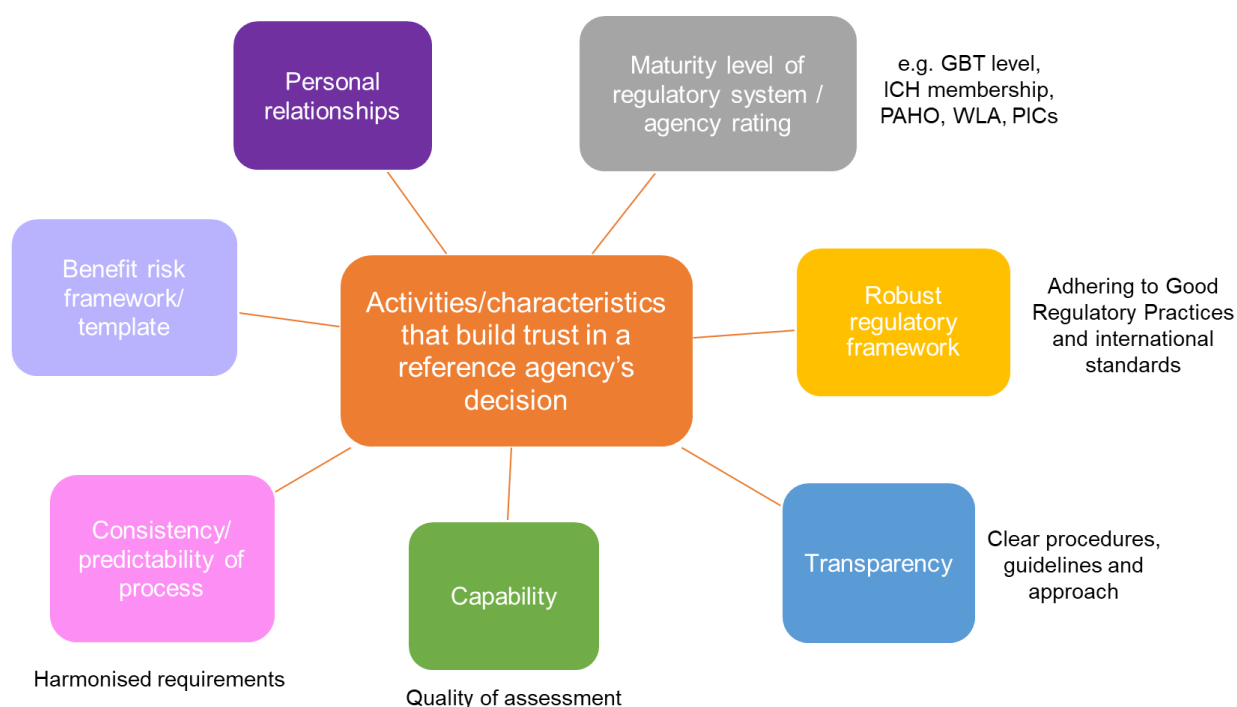 Personal
relationships
Maturity level of
regulatory system /
agency rating
e.g. GBT level,
ICH membership,
PAHO, WLA, PICs
Benefit risk
framework/
template
Activities/characteristics
that build trust in a
reference agency’s
decision
Robust
regulatory
framework
Adhering to Good
Regulatory Practices
and international
standards
Consistency/
predictability of
process
Harmonised requirements
Capability
Quality of assessment
Transparency
Clear procedures,
guidelines and
approach